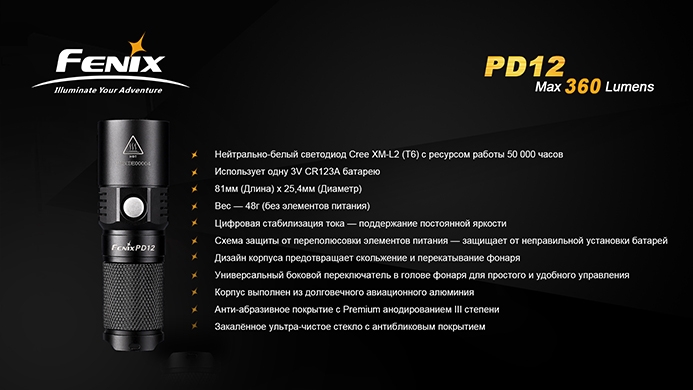 FENIX
Illuminate Your Adventure
PD12
Max 360 Lumens
FENIX PD12
Нейтрально-белый светодиод Cree XM-L2 (T6) с ресурсом работы 50 000 часов
Использует одну 3V CR123A батарею
81мм (Длина) x 25,4мм (Диаметр)
Вес — 48г (без элементов питания)
Цифровая стабилизация тока — поддержание постоянной яркости
Схема защиты от переполюсовки элементов питания — защищает от неправильной установки батарей
Дизайн корпуса предотвращает скольжение и перекатывание фонаря
Универсальный боковой переключатель в голове фонаря для простого и удобного управления
Корпус выполнен из долговечного авиационного алюминия
Анти-абразивное покрытие с Premium анодированием III степени
Закалённое ультра-чистое стекло с антибликовым покрытием